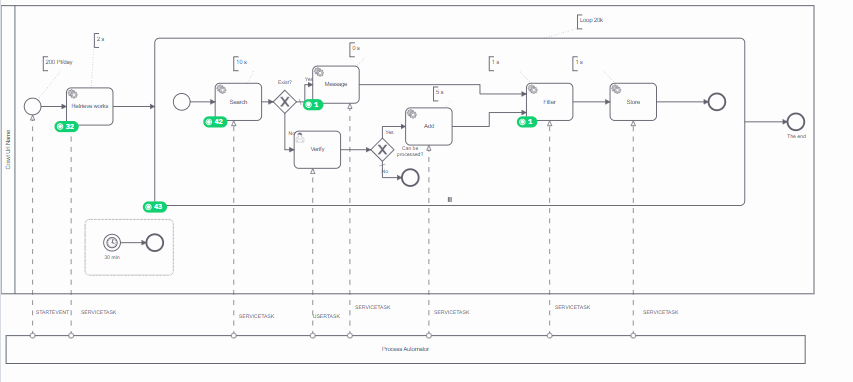 Loop 20k
2 s
0 s
200 PI/day
10 s
1 s
1 s
Exist?
Yes
Message
1
5 s
Retrieve works
Search
Filter
Store
32
42
1
Add
No
Yes
Verify
Can be
processed?
No
The end
Crawl Url Name
43
30 min
STARTEVENT
SERVICETASK
SERVICETASK
USERTASK
SERVICETASK
SERVICETASK
SERVICETASK
SERVICETASK
Process Automator